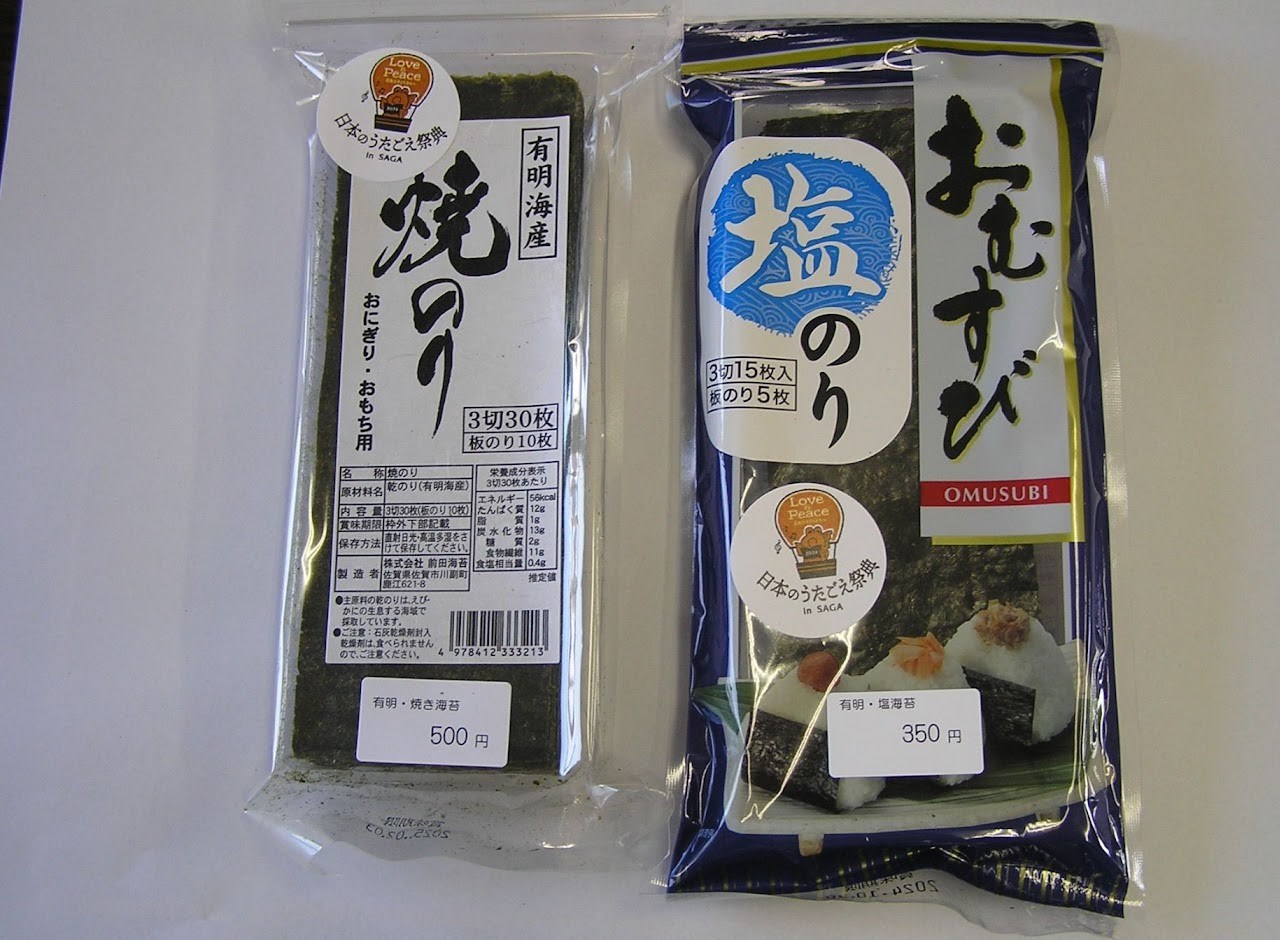 Love
&
Peace
日本のうたごえ祭典
in SAGA
有明海産
焼のり
おにぎり・おもち用
3切30枚
板のり10枚
名 称 焼のり
原材料名 乾のり(有明海産)
内 容 量 3切30枚(板のり10枚)
賞味期限 枠外下部記載
保存方法 直射日光・高温多湿をさ
けて保存してください。
製 造 者 株式会社 前田海苔
佐賀県佐賀市川副町
鹿江621-8
栄養成分表示
3切30枚あたり
エネルギー 56kcal
たんぱく質 12g
脂 質 1g
炭水化物 13g
糖 質 2g
食物繊維 11g
食塩相当量 0.4g
推定値
●主原料の乾のりは、えび・
かにの生息する海域で
採取しています。
●ご注意：石灰乾燥剤封入
乾燥剤は、食べられません
ので、ご注意ください。
4 978412 333213
有明・焼き海苔
500 円
2025.02.03
おむすび
OMUSUBI
塩のり
3切15枚入
板のり5枚
Love
&
Peace
日本のうたごえ祭典
in SAGA
有明・塩海苔
350 円